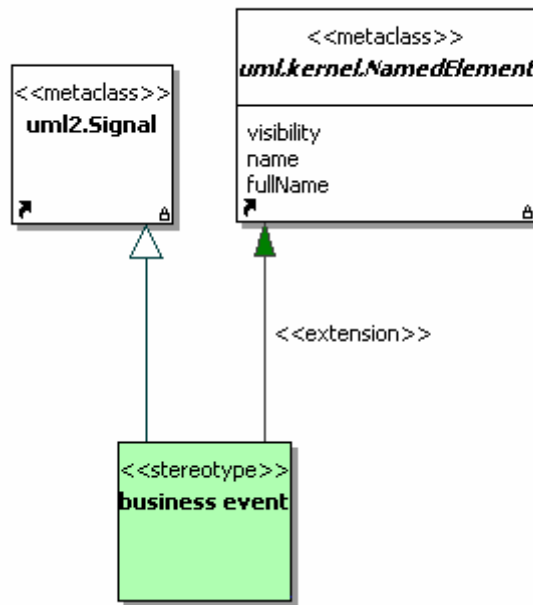 <<metaclass>>
uml2.Signal
<<metaclass>>
uml.kernel.NamedElement
visibility
name
fullName
<<extension>>
<<stereotype>>
business event